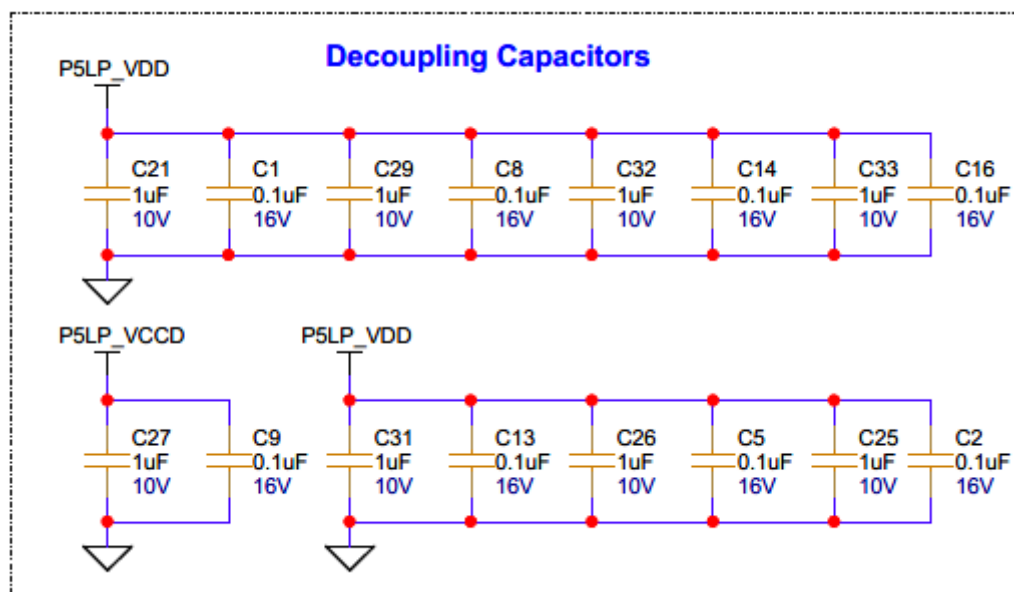 Decoupling Capacitors
P5LP_VDD
C21
1uF
10V
C1
0.1uF
16V
C29
1uF
10V
C8
0.1uF
16V
C32
1uF
10V
C14
0.1uF
16V
C33
1uF
10V
C16
0.1uF
16V
P5LP_VCCD
C27
1uF
10V
C9
0.1uF
16V
P5LP_VDD
C31
1uF
10V
C13
0.1uF
16V
C26
1uF
10V
C5
0.1uF
16V
C25
1uF
10V
C2
0.1uF
16V